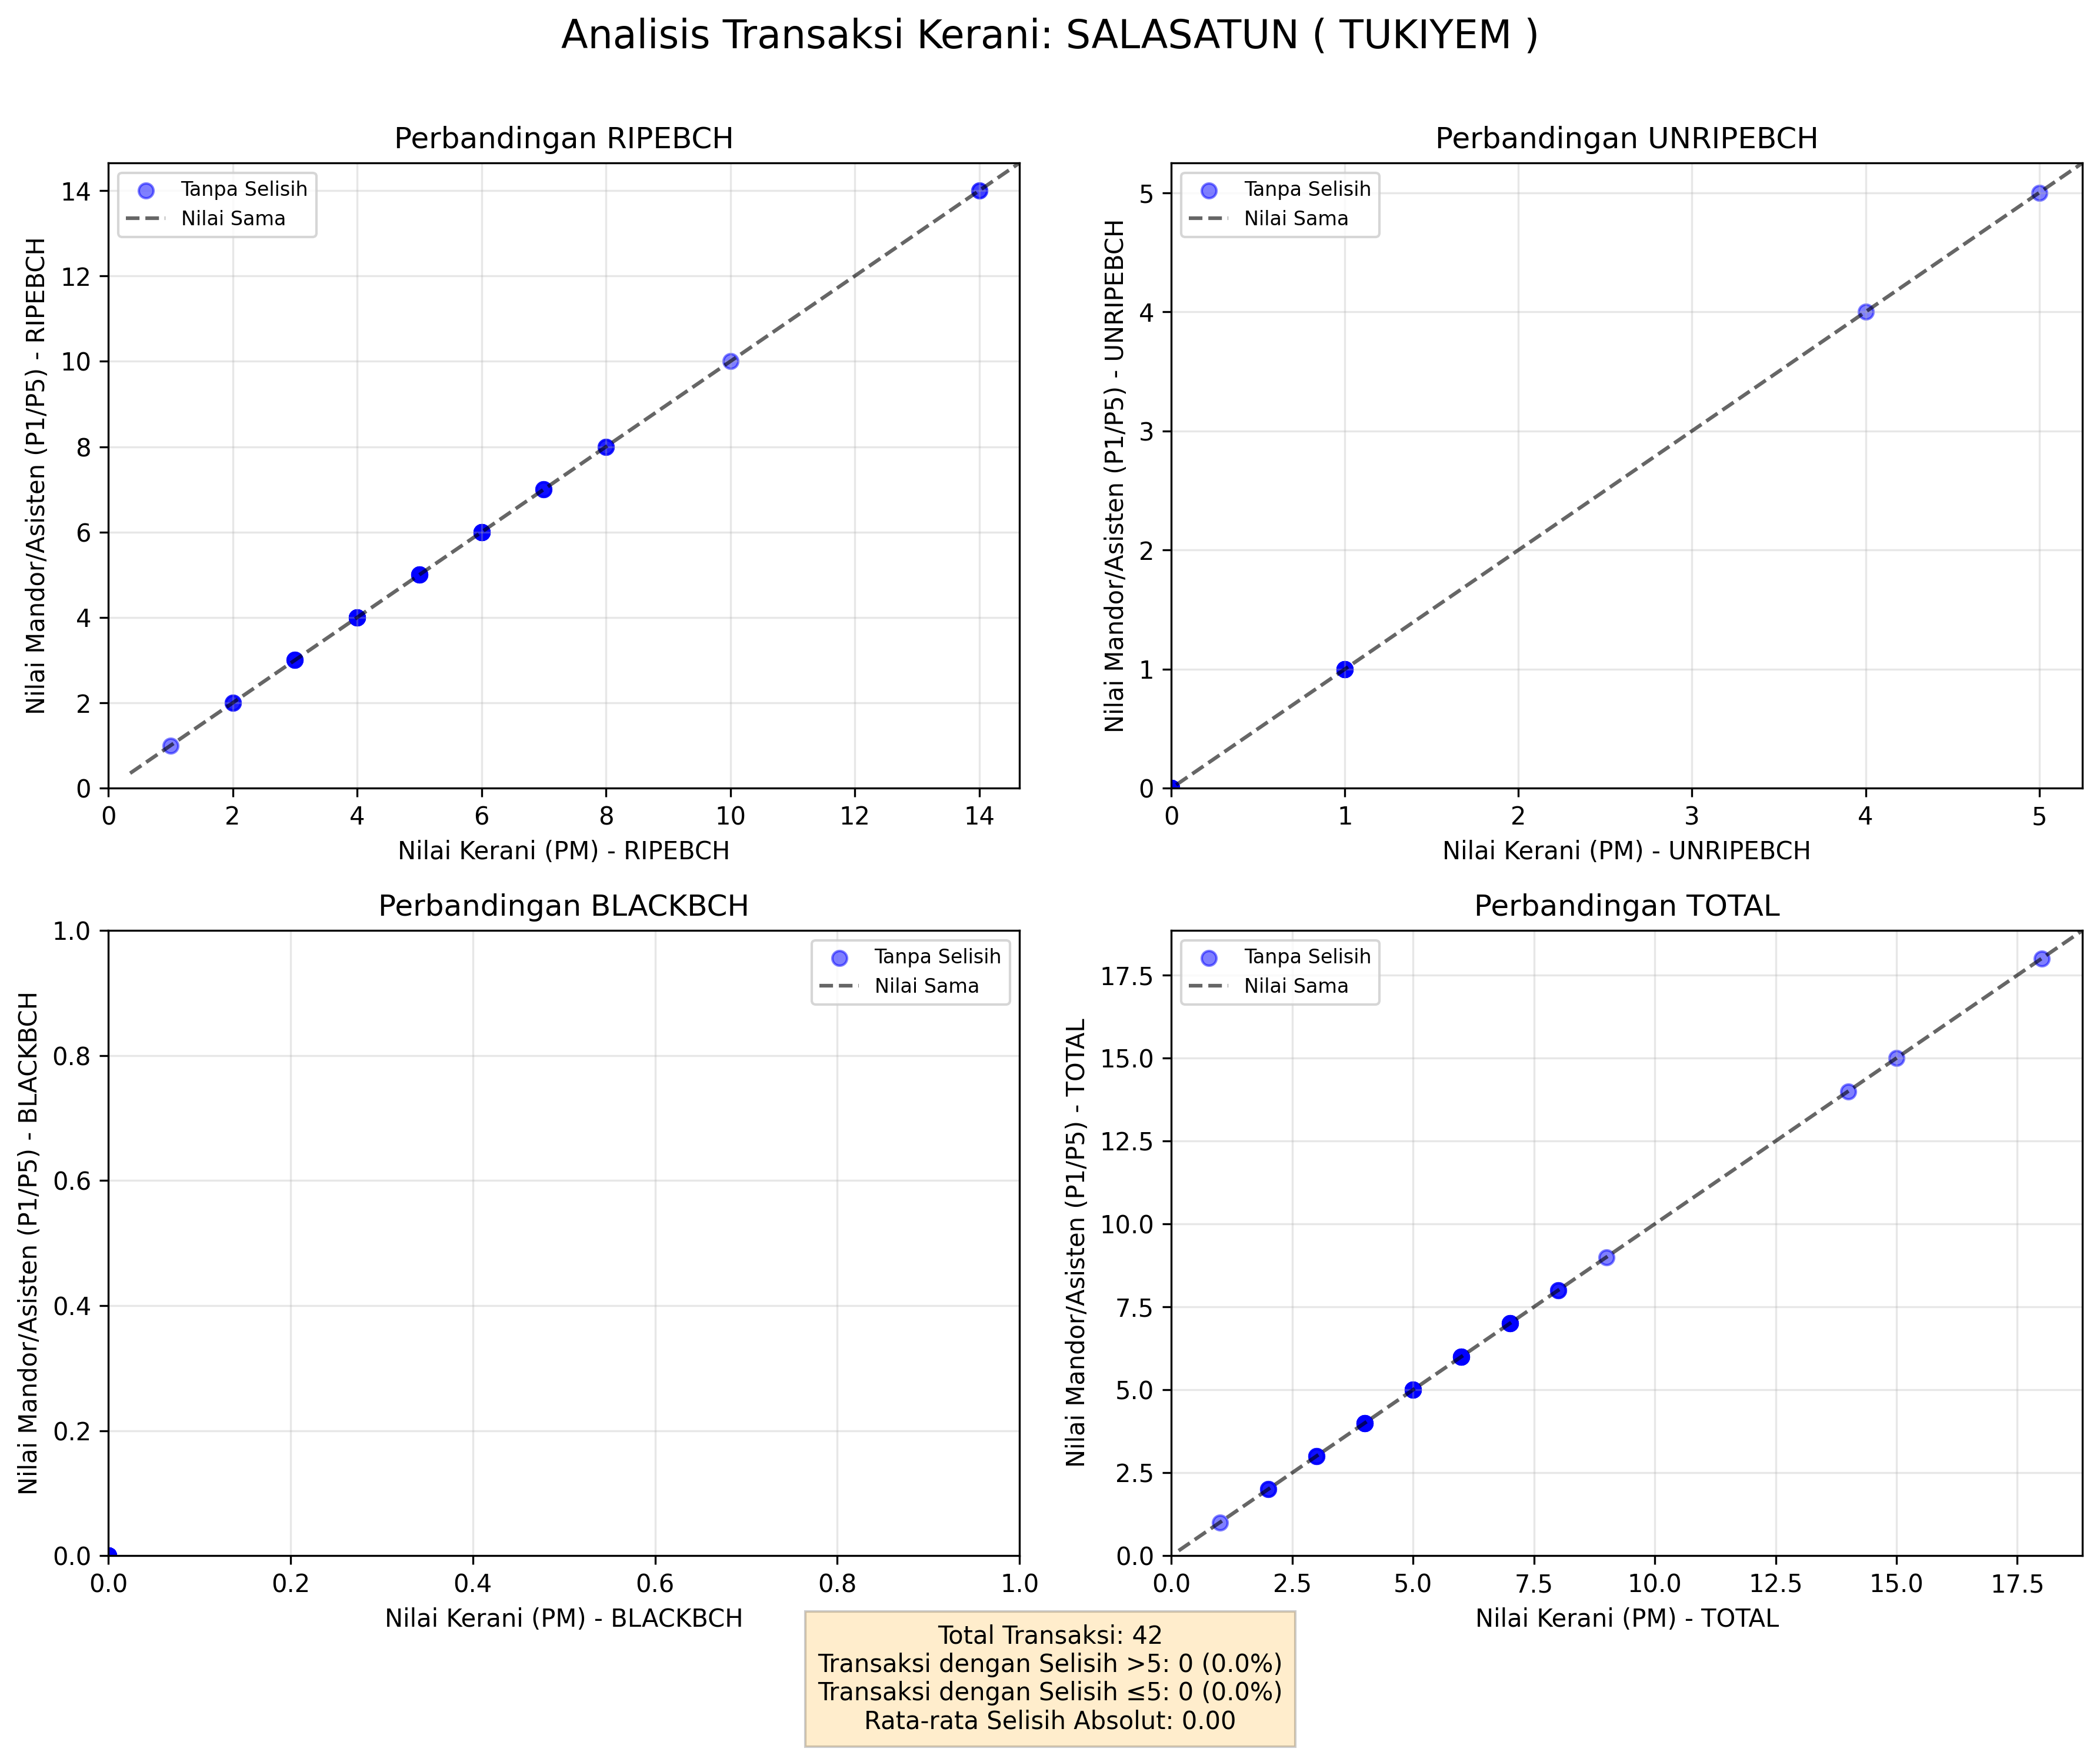 Analisis Transaksi Kerani: SALASATUN ( TUKIYEM )
Perbandingan RIPEBCH
Tanpa Selisih
Nilai Sama
Nilai Mandor/Asisten (P1/P5) - RIPEBCH
14
12
10
8
6
4
2
0
0 2 4 6 8 10 12 14
Nilai Kerani (PM) - RIPEBCH
Perbandingan UNRIPEBCH
Tanpa Selisih
Nilai Sama
Nilai Mandor/Asisten (P1/P5) - UNRIPEBCH
5
4
3
2
1
0
0 1 2 3 4 5
Nilai Kerani (PM) - UNRIPEBCH
Perbandingan BLACKBCH
Tanpa Selisih
Nilai Sama
Nilai Mandor/Asisten (P1/P5) - BLACKBCH
1.0
0.8
0.6
0.4
0.2
0.0
0.0 0.2 0.4 0.6 0.8 1.0
Nilai Kerani (PM) - BLACKBCH
Perbandingan TOTAL
Tanpa Selisih
Nilai Sama
Nilai Mandor/Asisten (P1/P5) - TOTAL
17.5
15.0
12.5
10.0
7.5
5.0
2.5
0.0
0.0 2.5 5.0 7.5 10.0 12.5 15.0 17.5
Nilai Kerani (PM) - TOTAL
Total Transaksi: 42
Transaksi dengan Selisih >5: 0 (0.0%)
Transaksi dengan Selisih ≤5: 0 (0.0%)
Rata-rata Selisih Absolut: 0.00